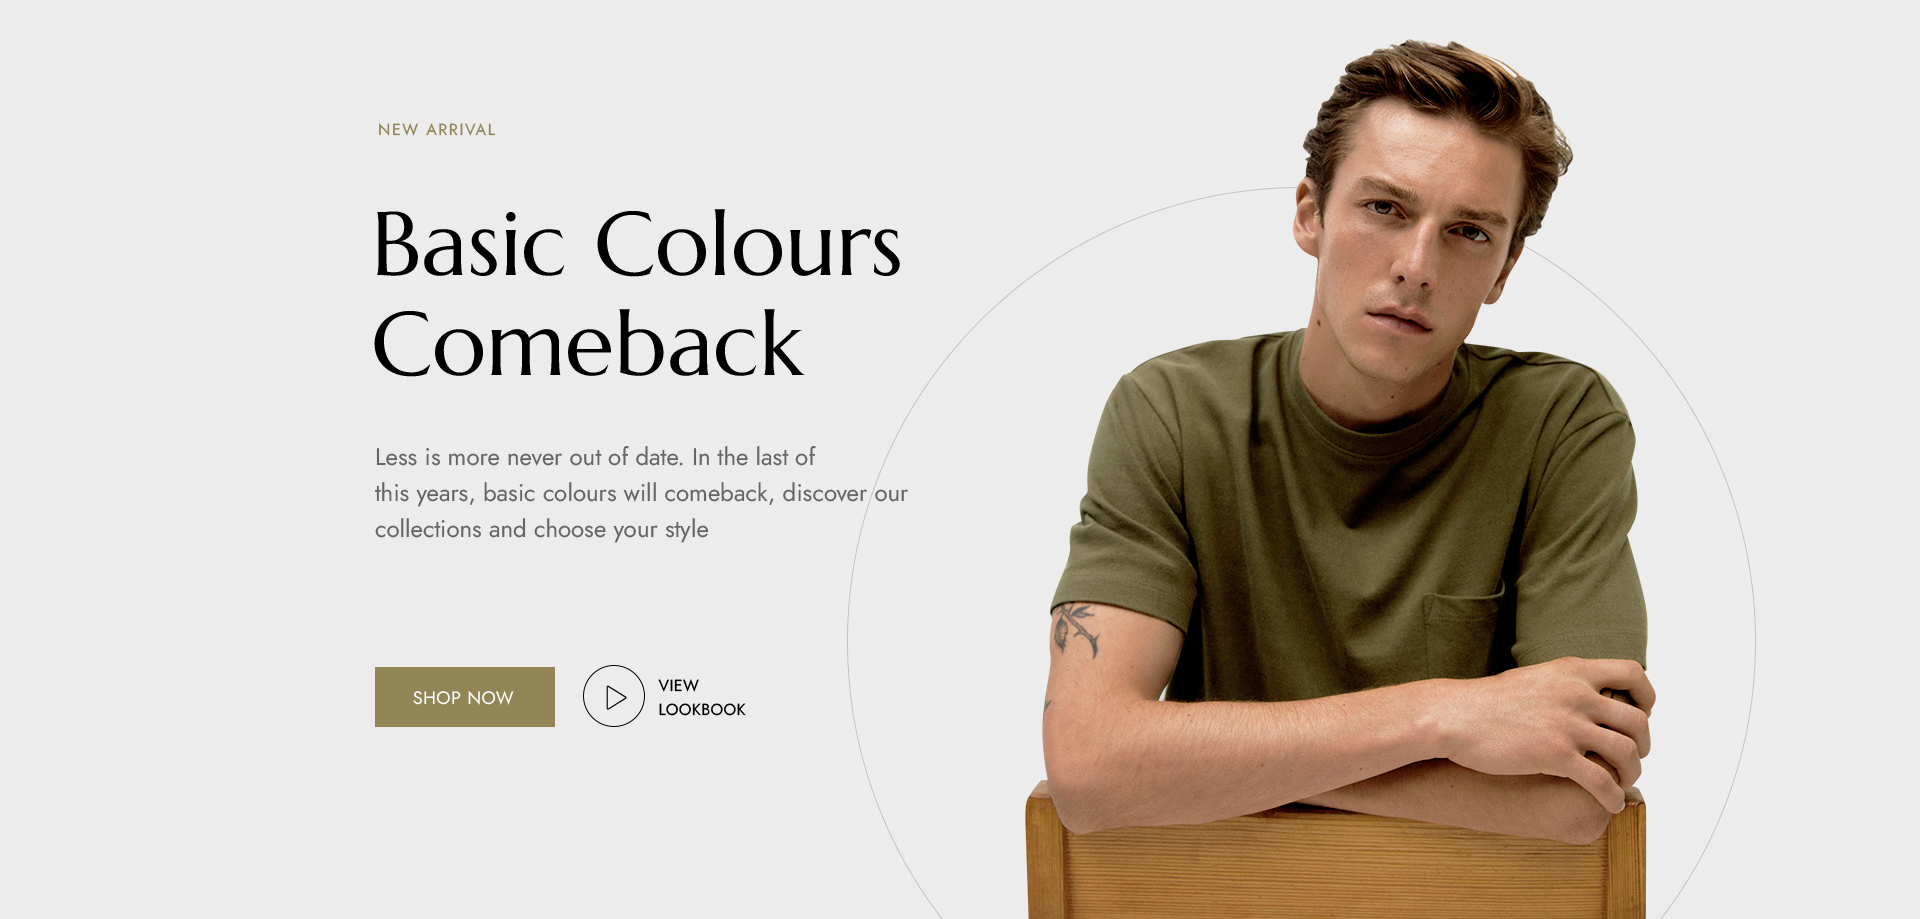 NEW ARRIVAL
Basic Colours
Comeback
Less is more never out of date. In the last of
this years, basic colours will comeback, discover our
collections and choose your style
SHOP NOW
VIEW
LOOKBOOK